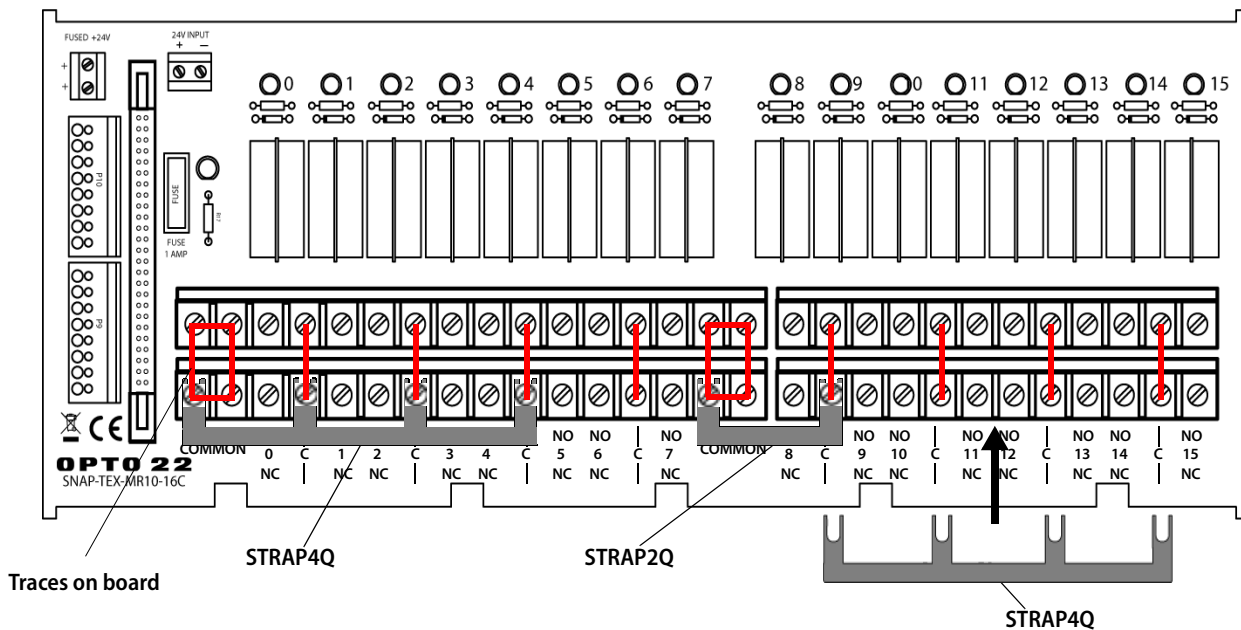 FUSED +24V
24V INPUT
+ −
+
+
0 1 2 3 4 5 6 7 8 9 0 11 12 13 14 15
P10
FUSE
FUSE
1 AMP
P9
CE
NO NO NO NO NO NO NO NO NO NO
COMMON 0 C 1 2 C 3 4 C 5 6 C 7 COMMON 8 C 9 10 C 11 12 C 13 14 C 15
NC NC NC NC NC NC NC NC NC NC NC NC NC NC NC NC
OPTO 22
SNAP-TEX-MR10-16C
Traces on board
STRAP4Q
STRAP2Q
STRAP4Q